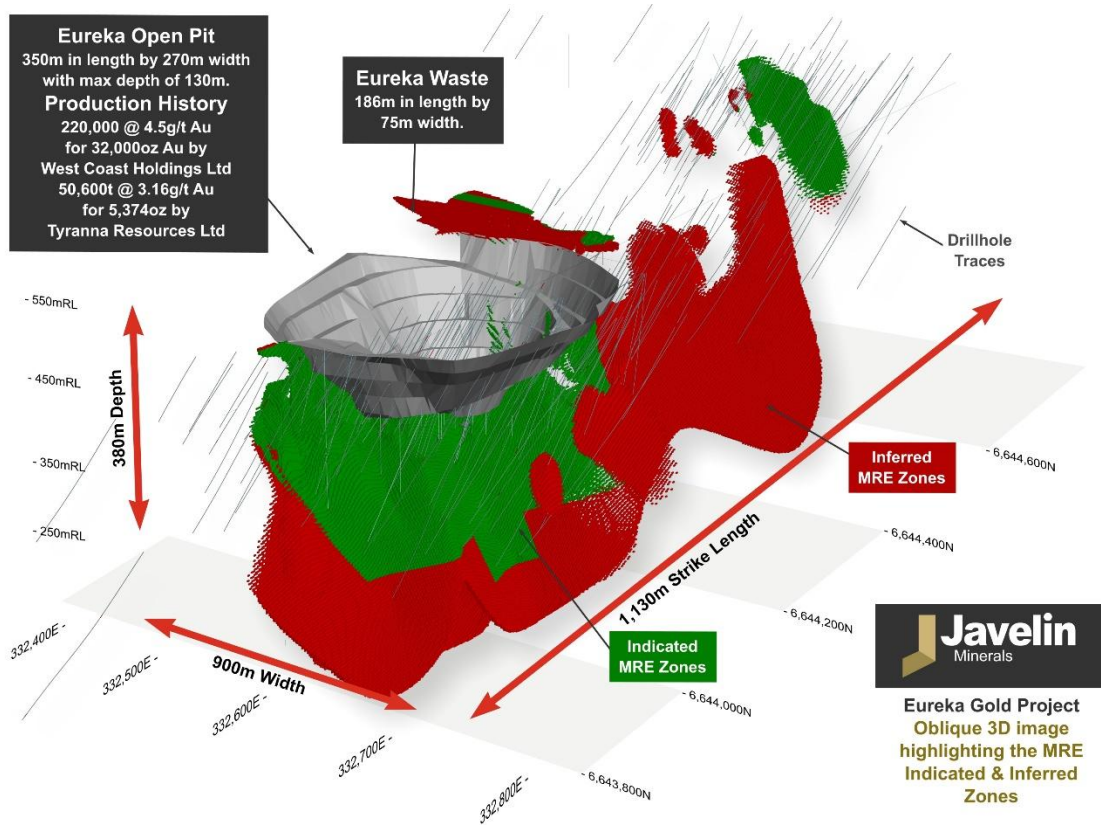 Eureka Open Pit
350m in length by 270m width
with max depth of 130m.
Production History
220,000 @ 4.5g/t Au
for 32,000oz Au by
West Coast Holdings Ltd
50,600t @ 3.16g/t Au
for 5,374oz by
Tyranna Resources Ltd
Eureka Waste
186m in length by
75m width.
Drillhole
Traces
- 550mRL
- 450mRL
- 350mRL
- 250mRL
380m Depth
Inferred
MRE Zones
Indicated
MRE Zones
1,130m Strike Length
900m Width
332,400E -
332,500E -
332,600E -
332,700E -
332,800E -
- 6,644,600N
- 6,644,400N
- 6,644,200N
- 6,644,000N
- 6,643,800N
Javelin
Minerals
Eureka Gold Project
Oblique 3D image
highlighting the MRE
Indicated & Inferred
Zones